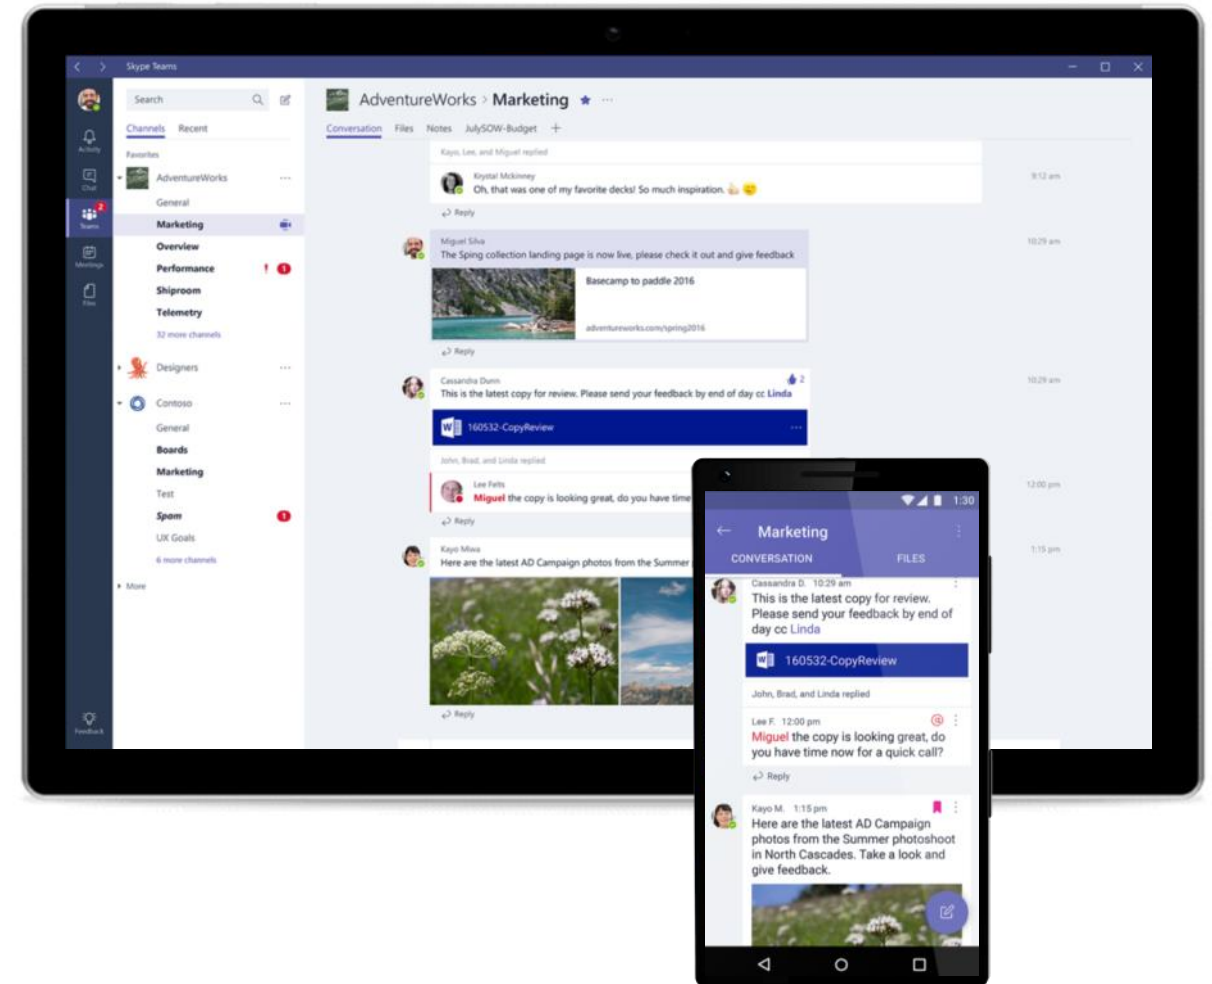 Skype Teams
Search
Channels Recent
Favorites
AdventureWorks
General
Marketing
Overview
Performance ! 1
Shiproom
Telemetry
32 more channels
Designers
Contoso
General
Boards
Marketing
Test
Spam 1
UX Goals
6 more channels
More
Activity
Chat
2
Teams
Meetings
Files
Feedback
AdventureWorks > Marketing
Conversation Files Notes JulySOW-Budget +
Kayo, Lee, and Miguel replied
Krystal Mckinney
9:12 am
Oh, that was one of my favorite decks! So much inspiration.
Reply
Miguel Silva
10:29 am
The Sping collection landing page is now live, please check it out and give feedback
Basecamp to paddle 2016
adventureworks.com/spring2016
Reply
Cassandra Dunn
2
10:29 am
This is the latest copy for review. Please send your feedback by end of day cc Linda
160532-CopyReview
John, Brad, and Linda replied
Lee Felts
12:00 pm
Miguel the copy is looking great, do you have time
Reply
Kayo Miwa
1:15 pm
Here are the latest AD Campaign photos from the Summer
Reply
1:30
Marketing
CONVERSATION FILES
Cassandra D. 10:29 am
This is the latest copy for review.
Please send your feedback by end of
day cc Linda
160532-CopyReview
John, Brad, and Linda replied
Lee F. 12:00 pm
Miguel the copy is looking great, do
you have time now for a quick call?
Reply
Kayo M. 1:15 pm
Here are the latest AD Campaign
photos from the Summer photoshoot
in North Cascades. Take a look and
give feedback.